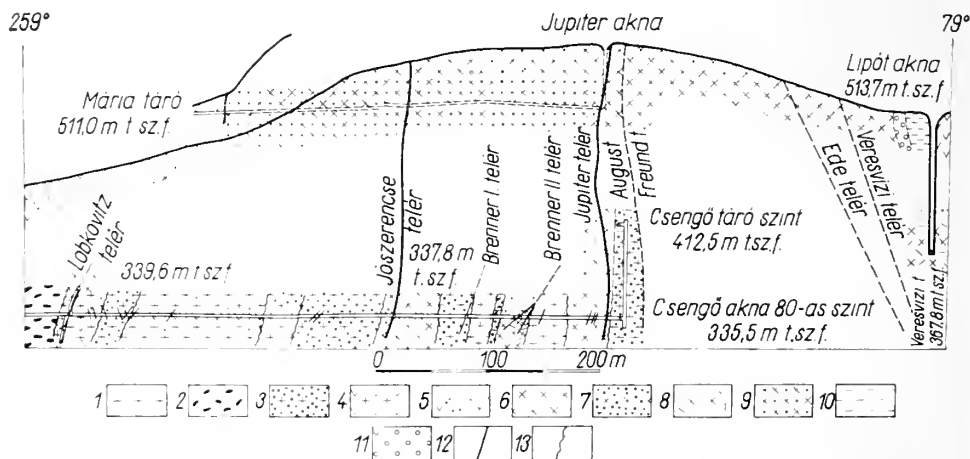 259°
Jupiter akna
79°
Mária táró
511,0 m t. sz. f.
Lipót akna
513,7 m t. sz. f.
Lobkovitz telér
339,6 m t sz. f.
Jószerencse telér
337,8 m
t. sz. f.
Brenner I. telér
Brenner II telér
Jupiter telér
August
Freund t.
Csengő táró szint
412,5 m t.sz.f.
Ede telér
Veresvizi telér
Csengő akna 80-as szint
335,5 m t.sz.f.
Veresvizi t
367,8 m t sz.f.
0 100 200 m
1 2 3 4 5 6 7 8 9 10
11 12 13